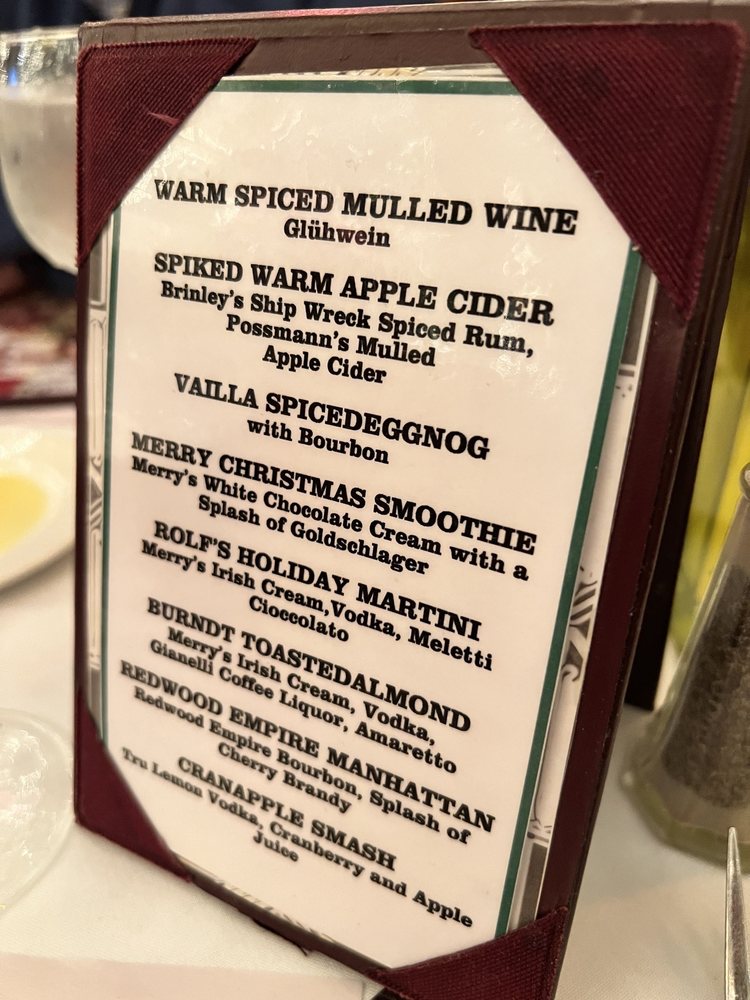 WARM SPICED MULLED WINE
Glühwein
SPIKED WARM APPLE CIDER
Brinley's Ship Wreck Spiced Rum,
Possmann's Mulled
Apple Cider
VAILLA SPICEDEGGNOG
with Bourbon
MERRY CHRISTMAS SMOOTHIE
Merry's White Chocolate Cream with a
Splash of Goldschlager
ROLF'S HOLIDAY MARTINI
Merry's Irish Cream,Vodka, Meletti
Cioccolato
BURNDT TOASTEDALMOND
Merry's Irish Cream, Vodka,
Gianelli Coffee Liquor, Amaretto
REDWOOD EMPIRE MANHATTAN
Redwood Empire Bourbon, Splash of
Cherry Brandy
CRANAPPLE SMASH
Tru Lemon Vodka, Cranberry and Apple
Juice